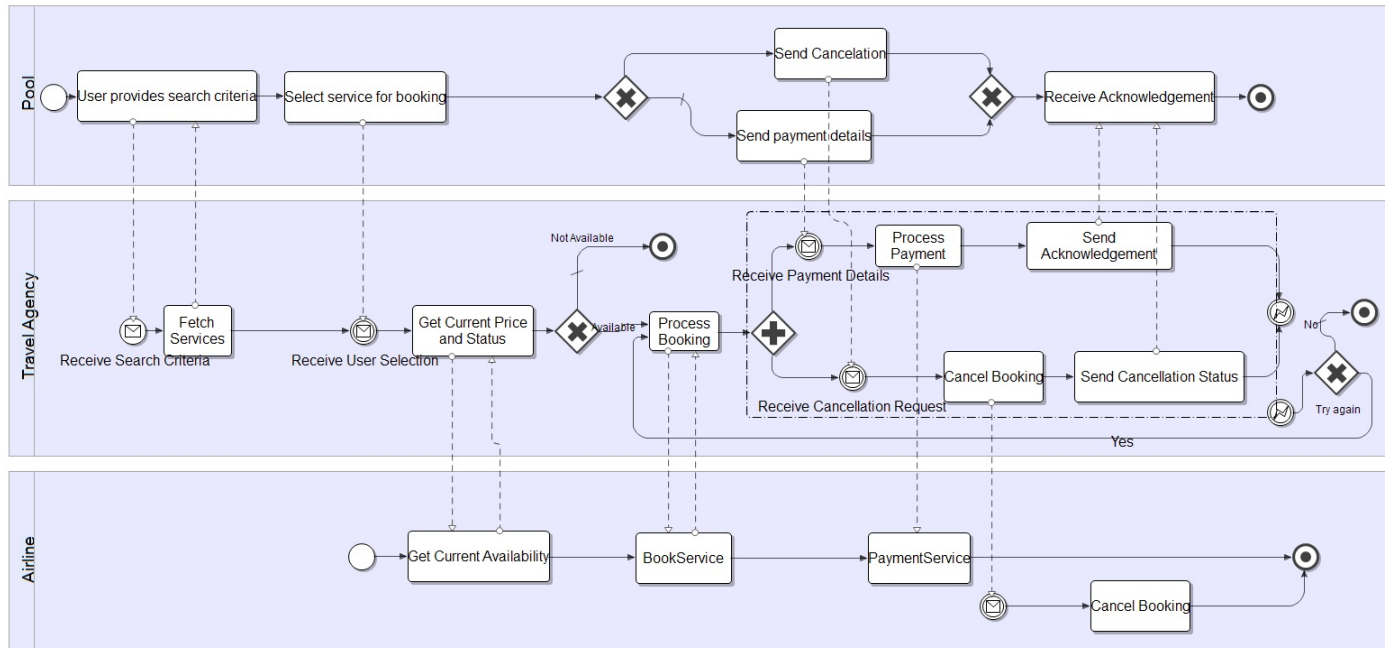 Pool
User provides search criteria
Select service for booking
Send Cancelation
Send payment details
Receive Acknowledgement
Travel Agency
Receive Search Criteria
Fetch
Services
Receive User Selection
Get Current Price
and Status
Not Available
Available
Process
Booking
Receive Payment Details
Process
Payment
Send
Acknowledgement
Receive Cancellation Request
Cancel Booking
Send Cancellation Status
No
Try again
Yes
Airline
Get Current Availability
BookService
PaymentService
Cancel Booking